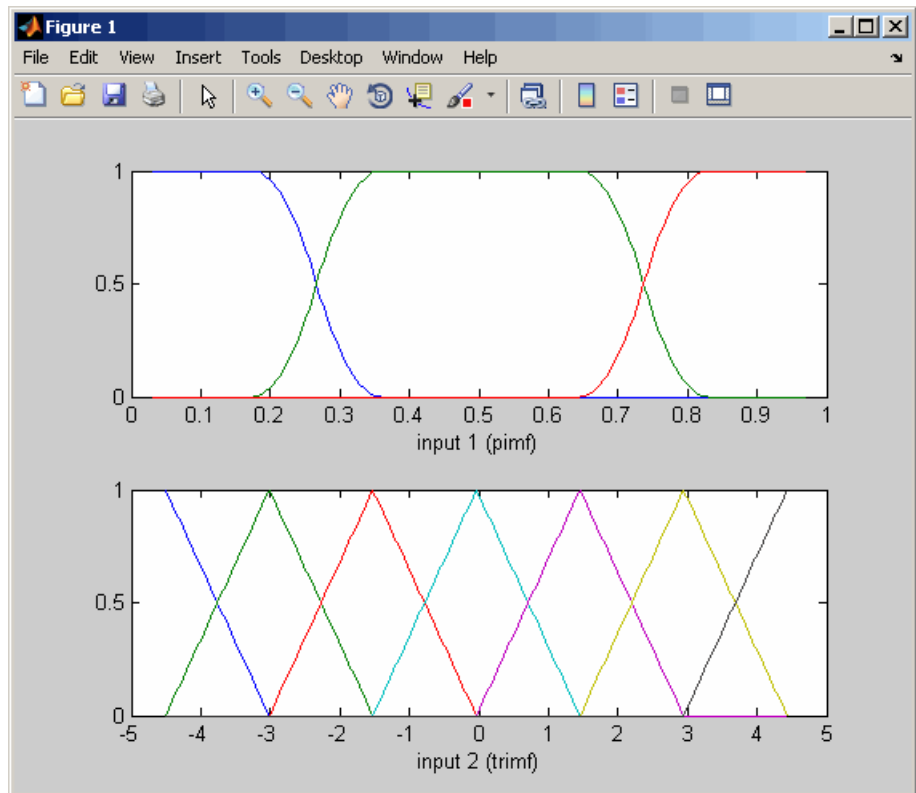 Figure 1
File Edit View Insert Tools Desktop Window Help
1
0.5
0
0 0.1 0.2 0.3 0.4 0.5 0.6 0.7 0.8 0.9 1
input 1 (pimf)
1
0.5
0
-5 -4 -3 -2 -1 0 1 2 3 4 5
input 2 (trimf)